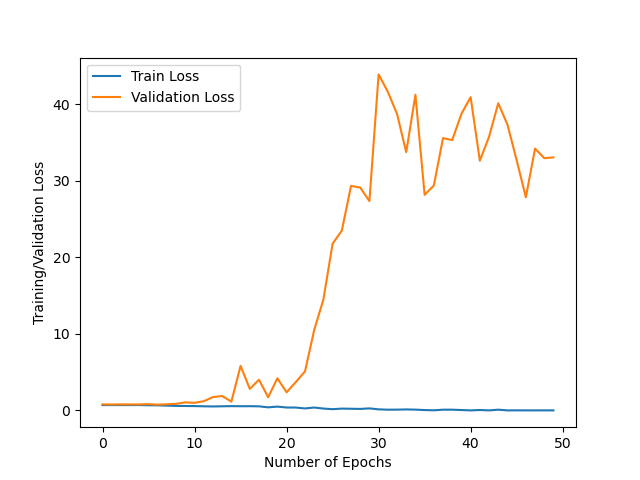 Train Loss
Validation Loss
Training/Validation Loss
40
30
20
10
0
0 10 20 30 40 50
Number of Epochs